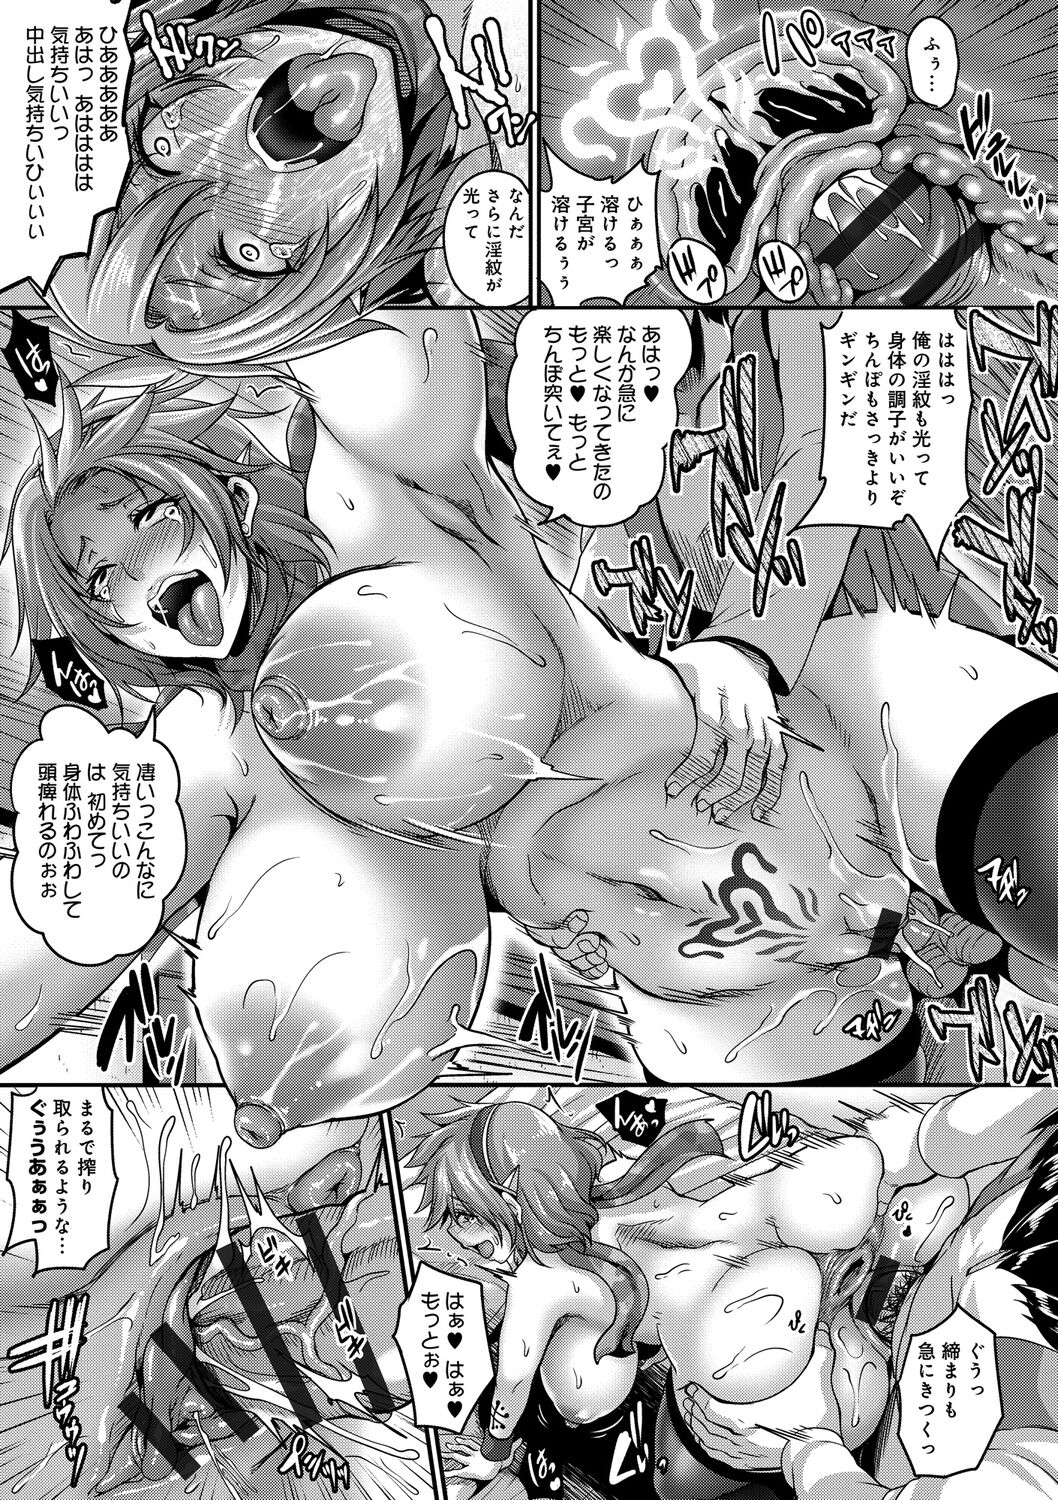 ふぅ…
ひぁぁぁ
溶けるっ
子宮が
溶けるぅぅ
なんだ
さらに淫紋が
光って
ひああああ
あはっ あはははは
気持ちいいっ
中出し気持ちいひぃぃぃ
ははは
俺の淫紋も光って
身体の調子がいいぞ
ちんぽもさっきより
ギンギンだ
あはっ♥
なんか急に
楽しくなってきたの
もっと♥ もっと
ちんぽ突いてぇ♥
凄いっこんなに
気持ちいいの
は 初めてっ
身体ふわふわして
頭痺れるのぉぉ
ぐうっ
締まりも
急にきつくっ
はぁ♥ はぁ♥
もっとぉ♥
まるで搾り
取られるような…
ぐううあぁぁっ